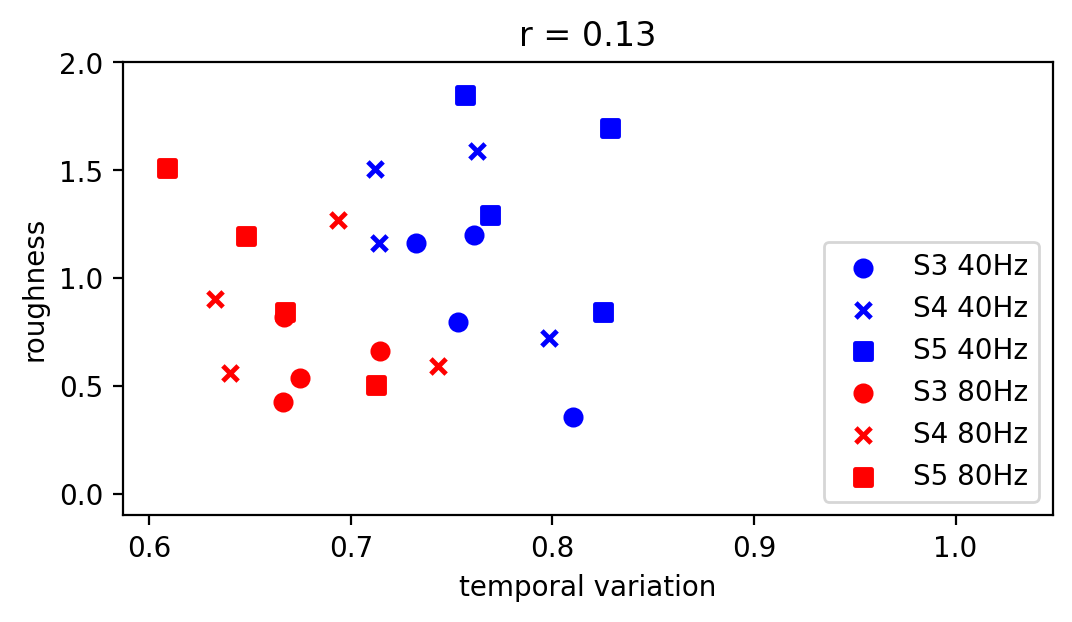 r = 0.13
2.0
1.5
1.0
0.5
0.0
roughness
S3 40Hz
S4 40Hz
S5 40Hz
S3 80Hz
S4 80Hz
S5 80Hz
0.6 0.7 0.8 0.9 1.0
temporal variation